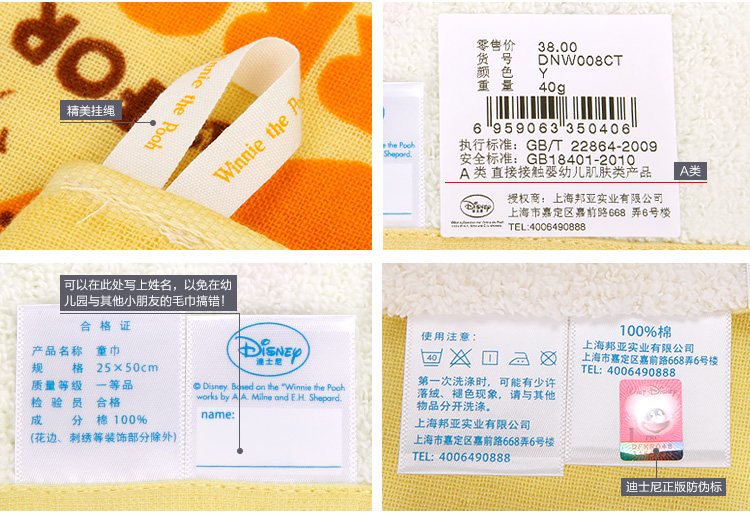 ROR
精美挂绳
Winnie the Pooh
Winnie the Po
零售价 38.00
货号 DNW008CT
颜色 Y
重量 40g
6 959063 350406
执行标准: GB/T 22864-2009
安全标准: GB18401-2010
A 类 直接接触婴幼儿肌肤类产品
A类
the Pooh
Shepard.
Disney
授权商: 上海邦亚实业有限公司
上海市嘉定区嘉前路668 弄6号楼
TEL:4006490888
可以在此处写上姓名，以免在幼
儿园与其他小朋友的毛巾搞错！
合格证
产品名称 童巾
规格 25×50cm
质量等级 一等品
检验员 合格
成分 棉 100%
(花边、刺绣等装饰部分除外)
Disney
迪士尼
© Disney. Based on the "Winnie the Pooh
works by A.A. Milne and E.H. Shepard.
name:
使用注意:
40
第一次洗涤时，可能有少许
落绒、褪色现象，请与其他
物品分开洗涤。
上海邦亚实业有限公司
上海市嘉定区嘉前路668弄6号楼
TEL: 4006490888
100%棉
上海邦亚实业有限公司
上海市嘉定区嘉前路668弄6号楼
TEL: 4006490888
迪士尼正版防伪标